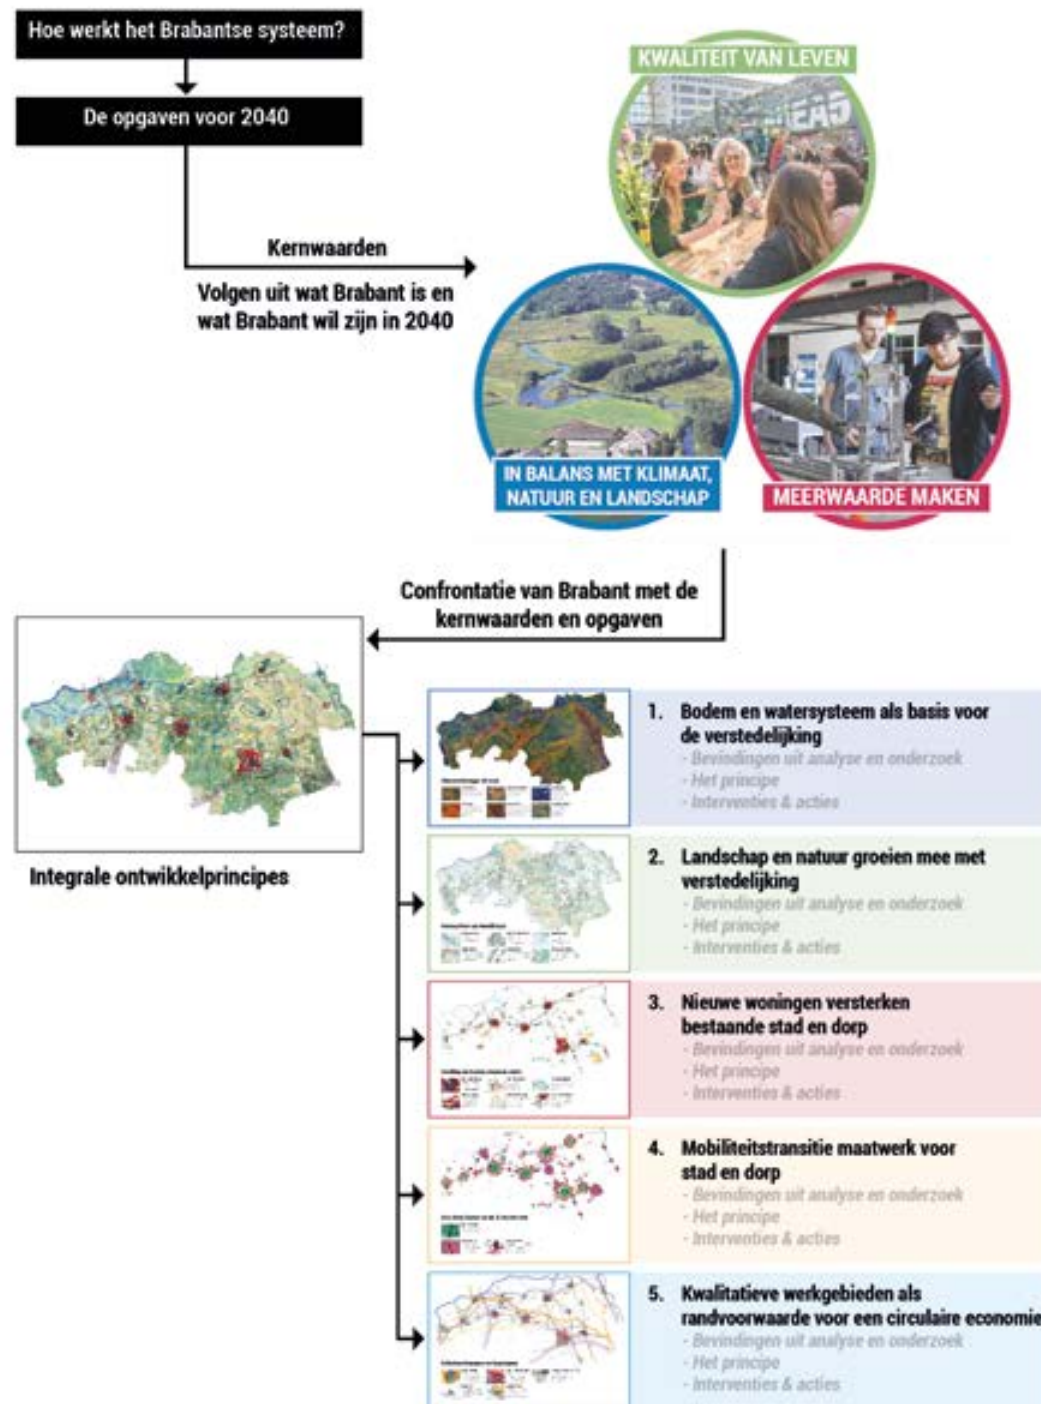 Hoe werkt het Brabantse systeem?
De opgaven voor 2040
Kernwaarden
Volgen uit wat Brabant is en
wat Brabant wil zijn in 2040
KWALITEIT VAN LEVEN
IN BALANS MET KLIMAAT,
NATUUR EN LANDSCHAP
MEERWAARDE MAKEN
Confrontatie van Brabant met de
kernwaarden en opgaven
Integrale ontwikkelprincipes
1. Bodem en watersysteem als basis voor
de verstedelijking
- Bevindingen uit analyse en onderzoek
- Het principe
- Interventies & acties
2. Landschap en natuur groeien mee met
verstedelijking
- Bevindingen uit analyse en onderzoek
- Het principe
- Interventies & acties
3. Nieuwe woningen versterken
bestaande stad en dorp
- Bevindingen uit analyse en onderzoek
- Het principe
- Interventies & acties
4. Mobiliteitstransitie maatwerk voor
stad en dorp
- Bevindingen uit analyse en onderzoek
- Het principe
- Interventies & acties
5. Kwalitatieve werkgebieden als
randvoorwaarde voor een circulaire economie
- Bevindingen uit analyse en onderzoek
- Het principe
- Interventies & acties